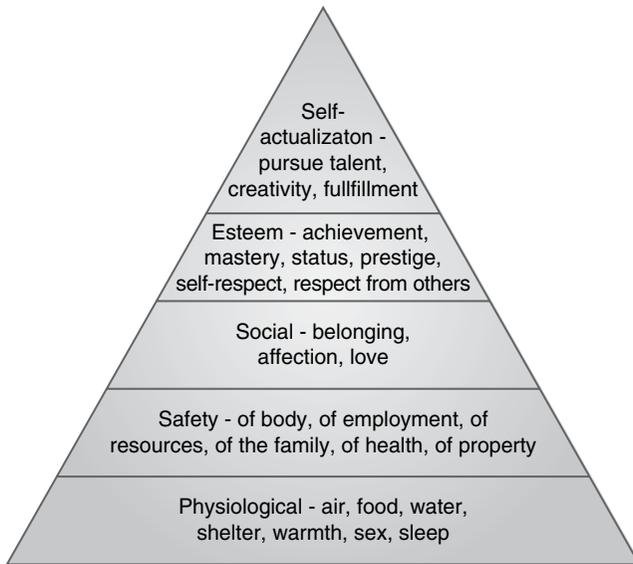 Self-
actualizaton -
pursue talent,
creativity, fullfillment
Esteem - achievement,
mastery, status, prestige,
self-respect, respect from others
Social - belonging,
affection, love
Safety - of body, of employment, of
resources, of the family, of health, of property
Physiological - air, food, water,
shelter, warmth, sex, sleep